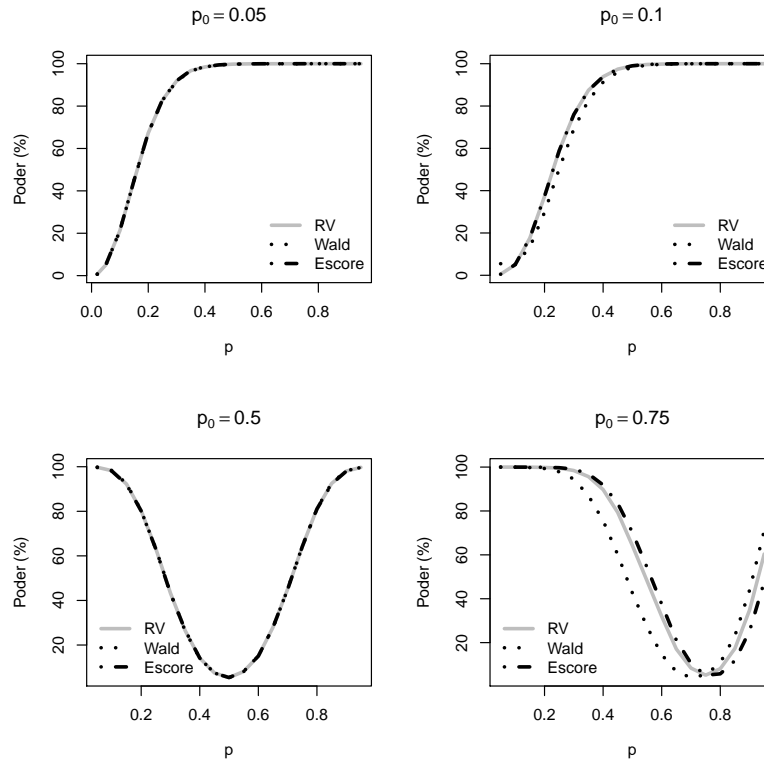 p₀ = 0.05
Poder (%)
100
80
60
40
20
0
RV
Wald
Escore
0.0 0.2 0.4 0.6 0.8
p
p₀ = 0.1
Poder (%)
100
80
60
40
20
0
RV
Wald
Escore
0.2 0.4 0.6 0.8
p
p₀ = 0.5
Poder (%)
100
80
60
40
20
RV
Wald
Escore
0.2 0.4 0.6 0.8
p
p₀ = 0.75
Poder (%)
100
80
60
40
20
RV
Wald
Escore
0.2 0.4 0.6 0.8
p